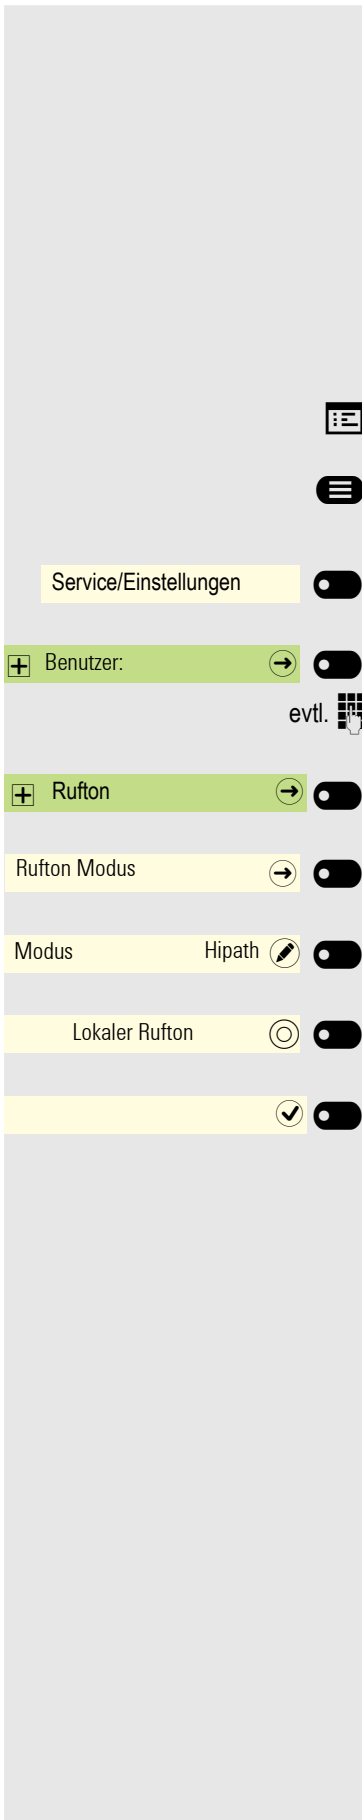 Service/Einstellungen
Benutzer:
evtl.
Rufton
Rufton Modus
Modus Hipath
Lokaler Rufton